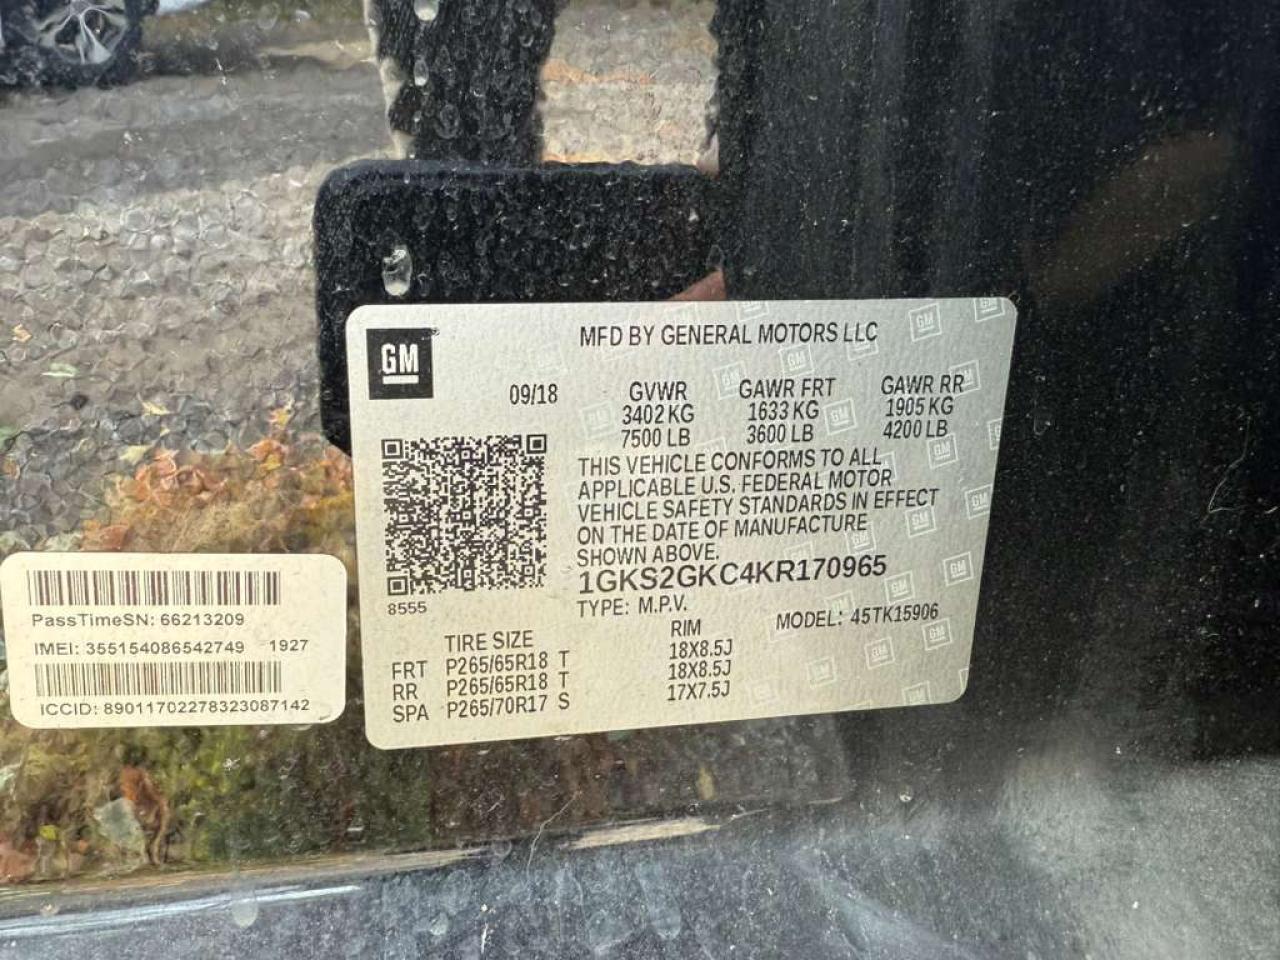 GM
MFD BY GENERAL MOTORS LLC
09/18 GVWR GAWR FRT GAWR RR
3402 KG 1633 KG 1905 KG
7500 LB 3600 LB 4200 LB
THIS VEHICLE CONFORMS TO ALL
APPLICABLE U.S. FEDERAL MOTOR
VEHICLE SAFETY STANDARDS IN EFFECT
ON THE DATE OF MANUFACTURE
SHOWN ABOVE.
1GKS2GKC4KR170965
8555
TYPE: M.P.V. MODEL: 45TK15906
TIRE SIZE RIM
FRT P265/65R18 T 18X8.5J
RR P265/65R18 T 18X8.5J
SPA P265/70R17 S 17X7.5J
PassTimeSN: 66213209
IMEI: 355154086542749 1927
ICCID: 89011702278323087142